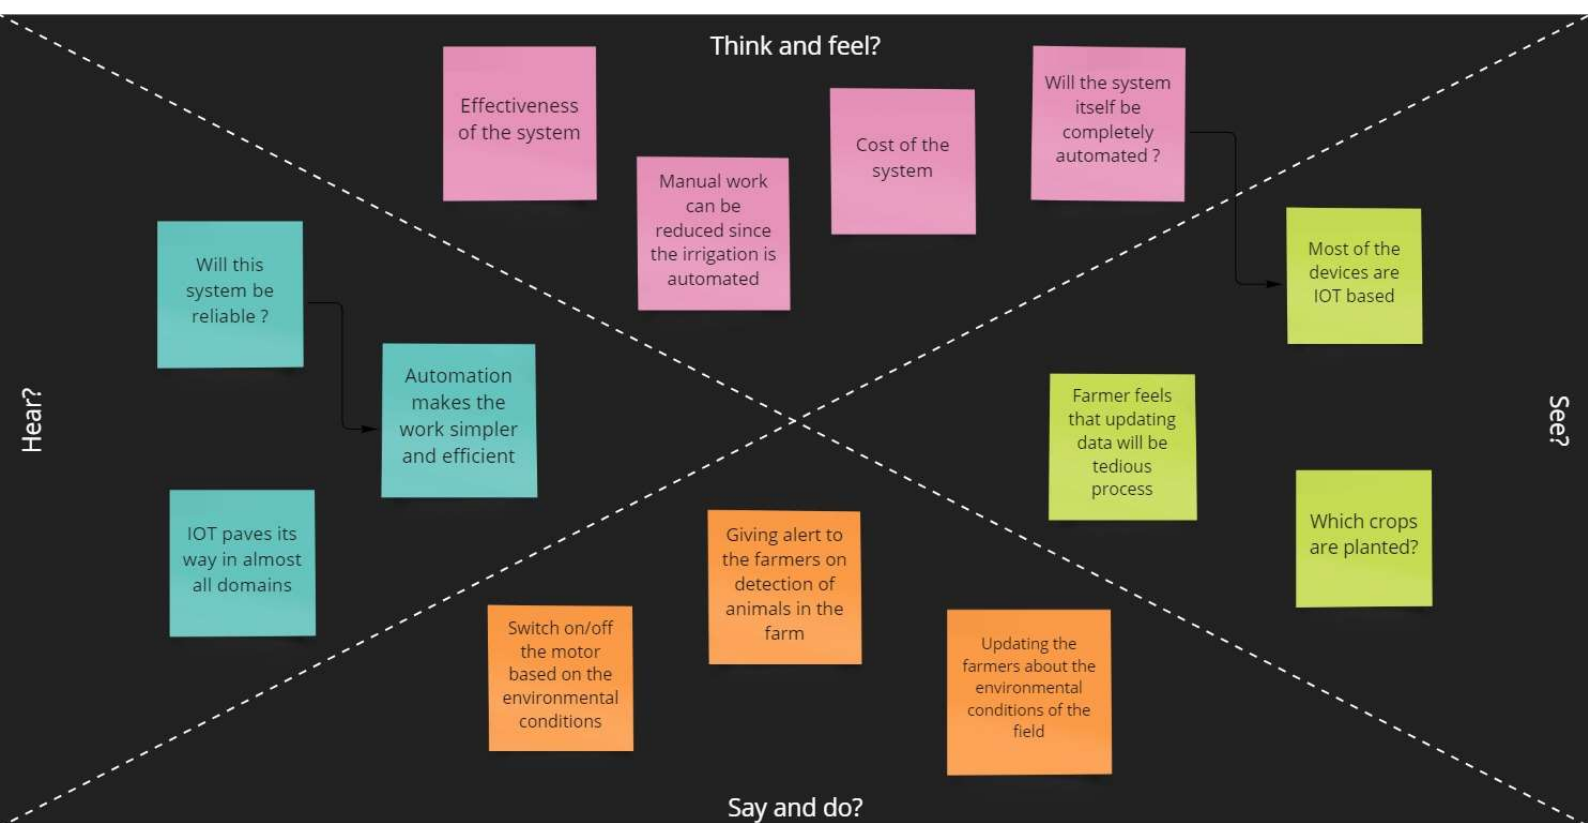 Think and feel?
Effectiveness
of the system
Manual work
can be
reduced since
the irrigation is
automated
Cost of the
system
Will the system
itself be
completely
automated ?
Hear?
Will this
system be
reliable ?
Automation
makes the
work simpler
and efficient
IOT paves its
way in almost
all domains
See?
Most of the
devices are
IOT based
Farmer feels
that updating
data will be
tedious
process
Which crops
are planted?
Switch on/off
the motor
based on the
environmental
conditions
Giving alert to
the farmers on
detection of
animals in the
farm
Updating the
farmers about the
environmental
conditions of the
field
Say and do?